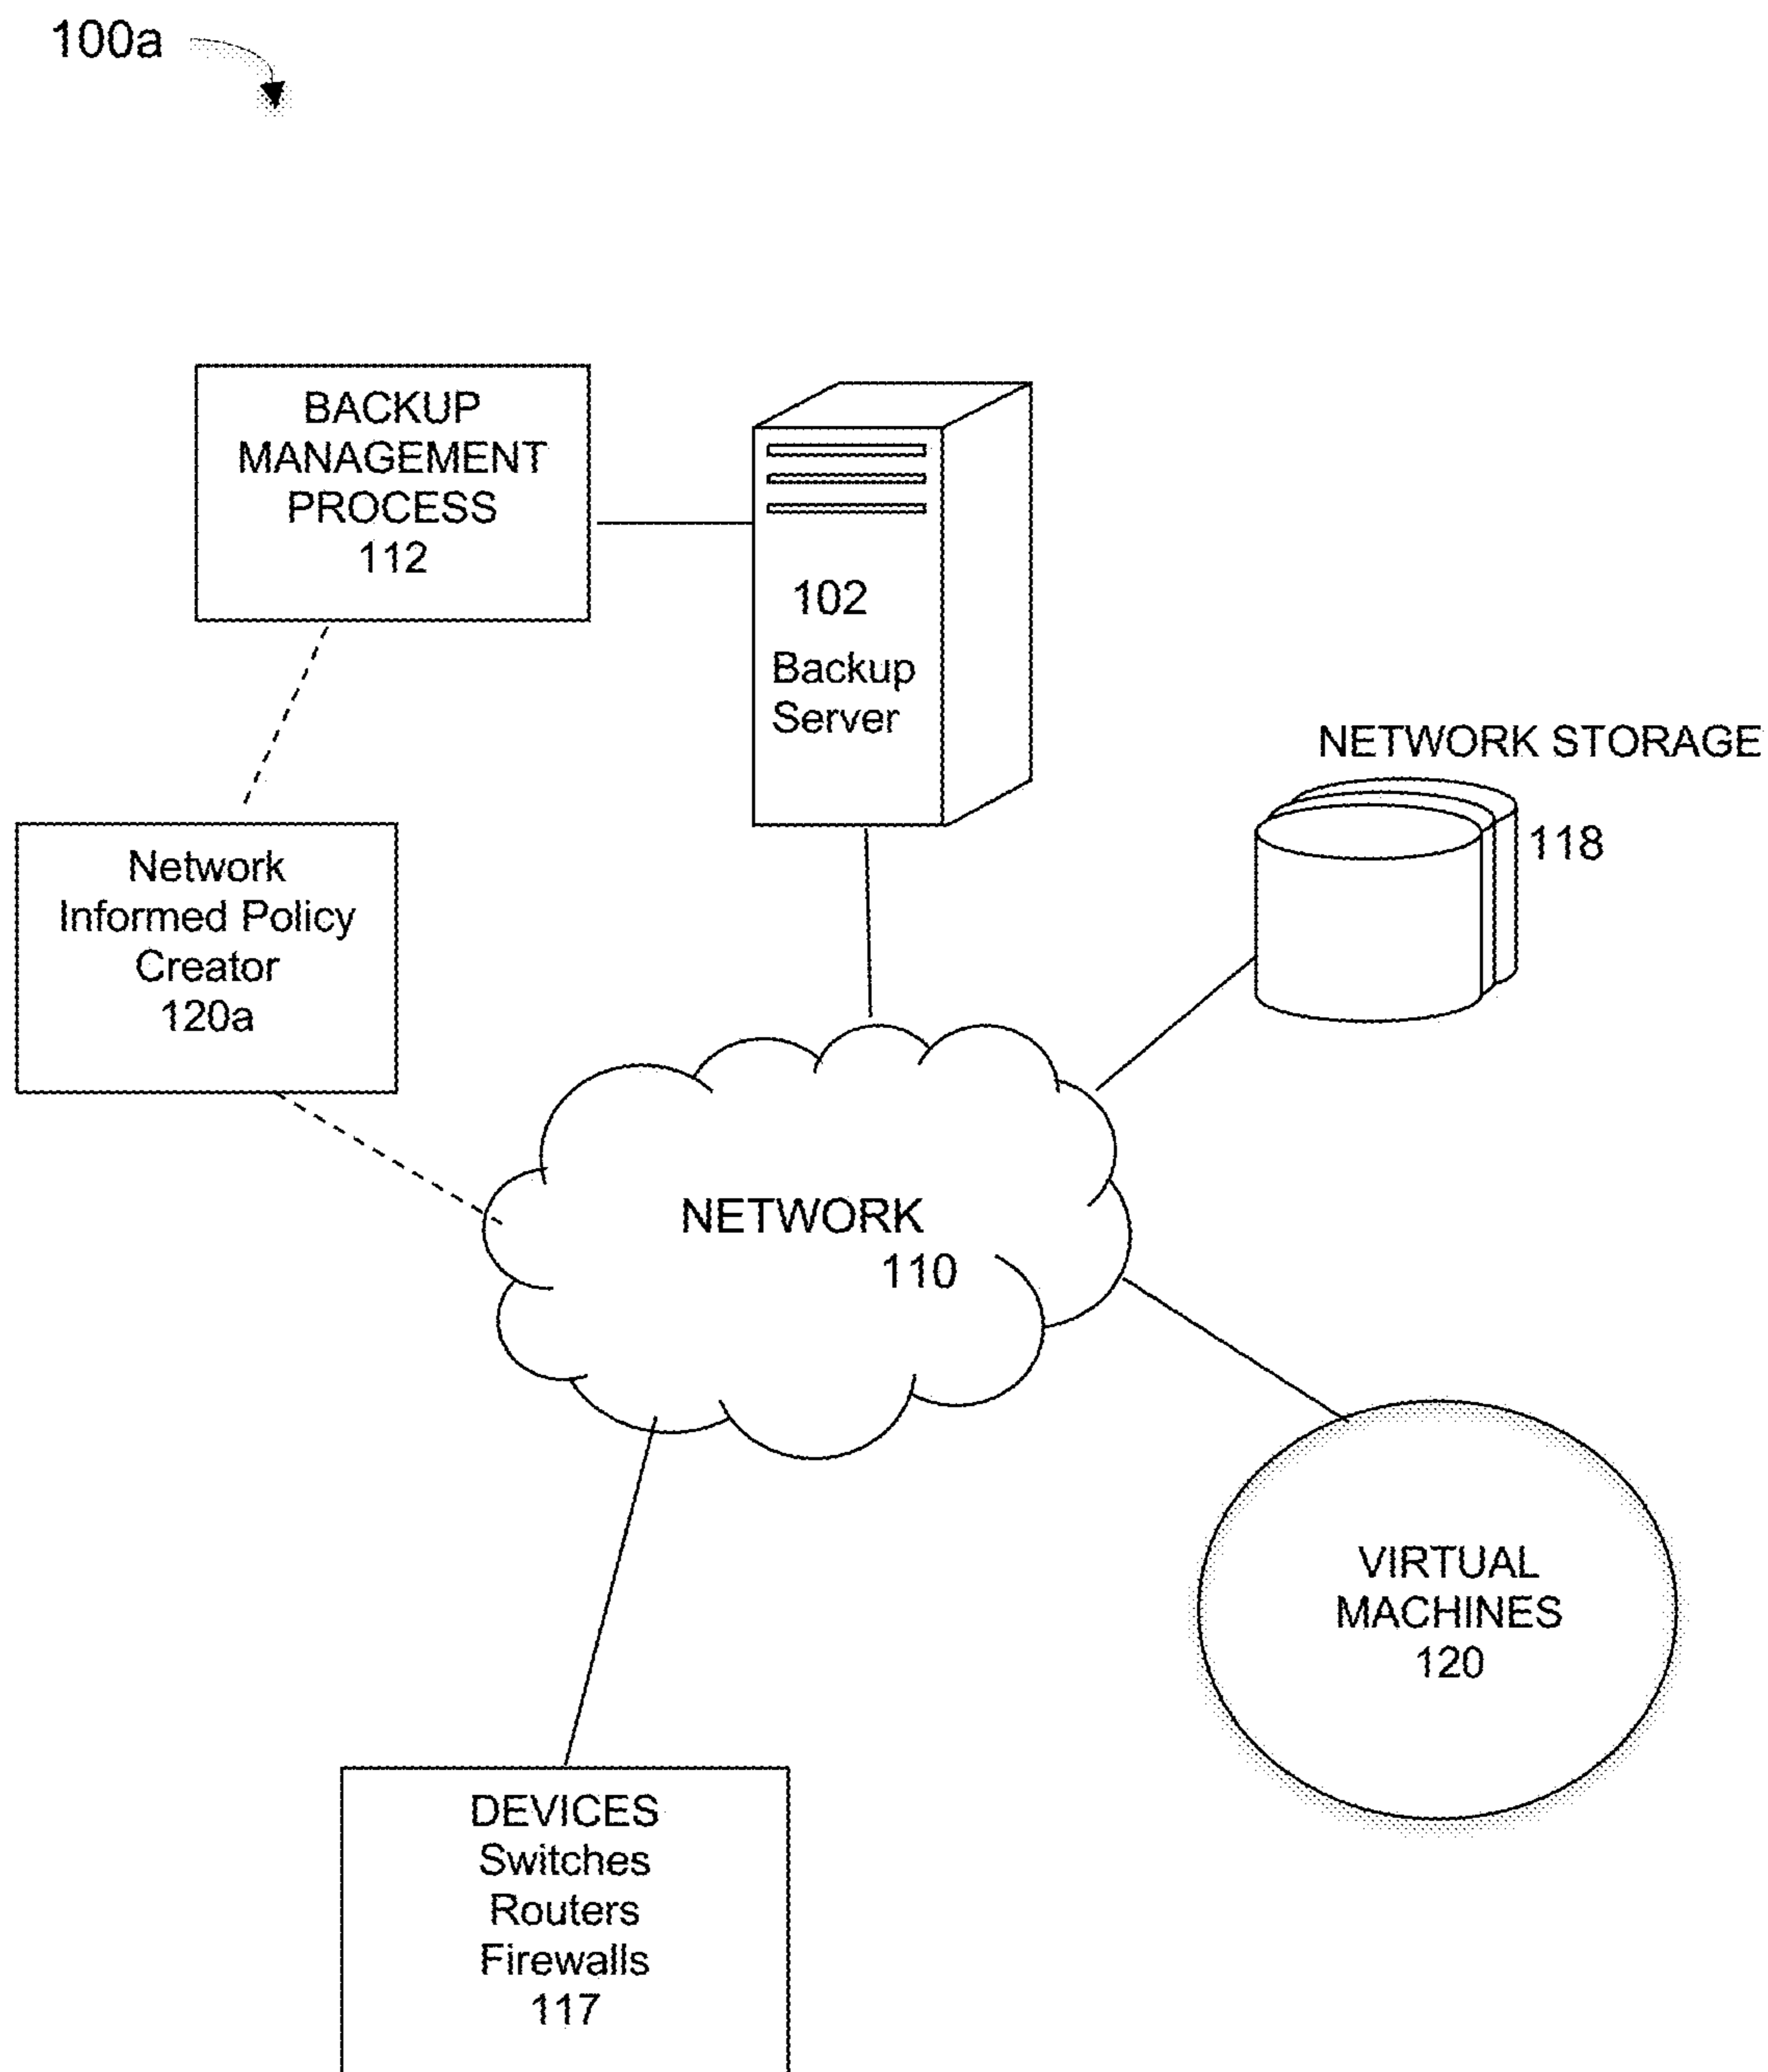 100a
BACKUP
MANAGEMENT
PROCESS
112
102
Backup
Server
NETWORK STORAGE
118
Network
Informed Policy
Creator
120a
NETWORK
110
VIRTUAL
MACHINES
120
DEVICES
Switches
Routers
Firewalls
117